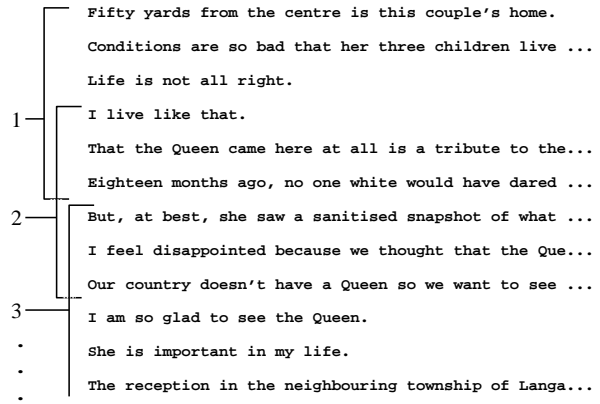 Fifty yards from the centre is this couple's home.
Conditions are so bad that her three children live ...
Life is not all right.
1 I live like that.
That the Queen came here at all is a tribute to the...
Eighteen months ago, no one white would have dared ...
2 But, at best, she saw a sanitised snapshot of what ...
I feel disappointed because we thought that the Que...
Our country doesn't have a Queen so we want to see ...
3 I am so glad to see the Queen.
She is important in my life.
The reception in the neighbouring township of Langa...